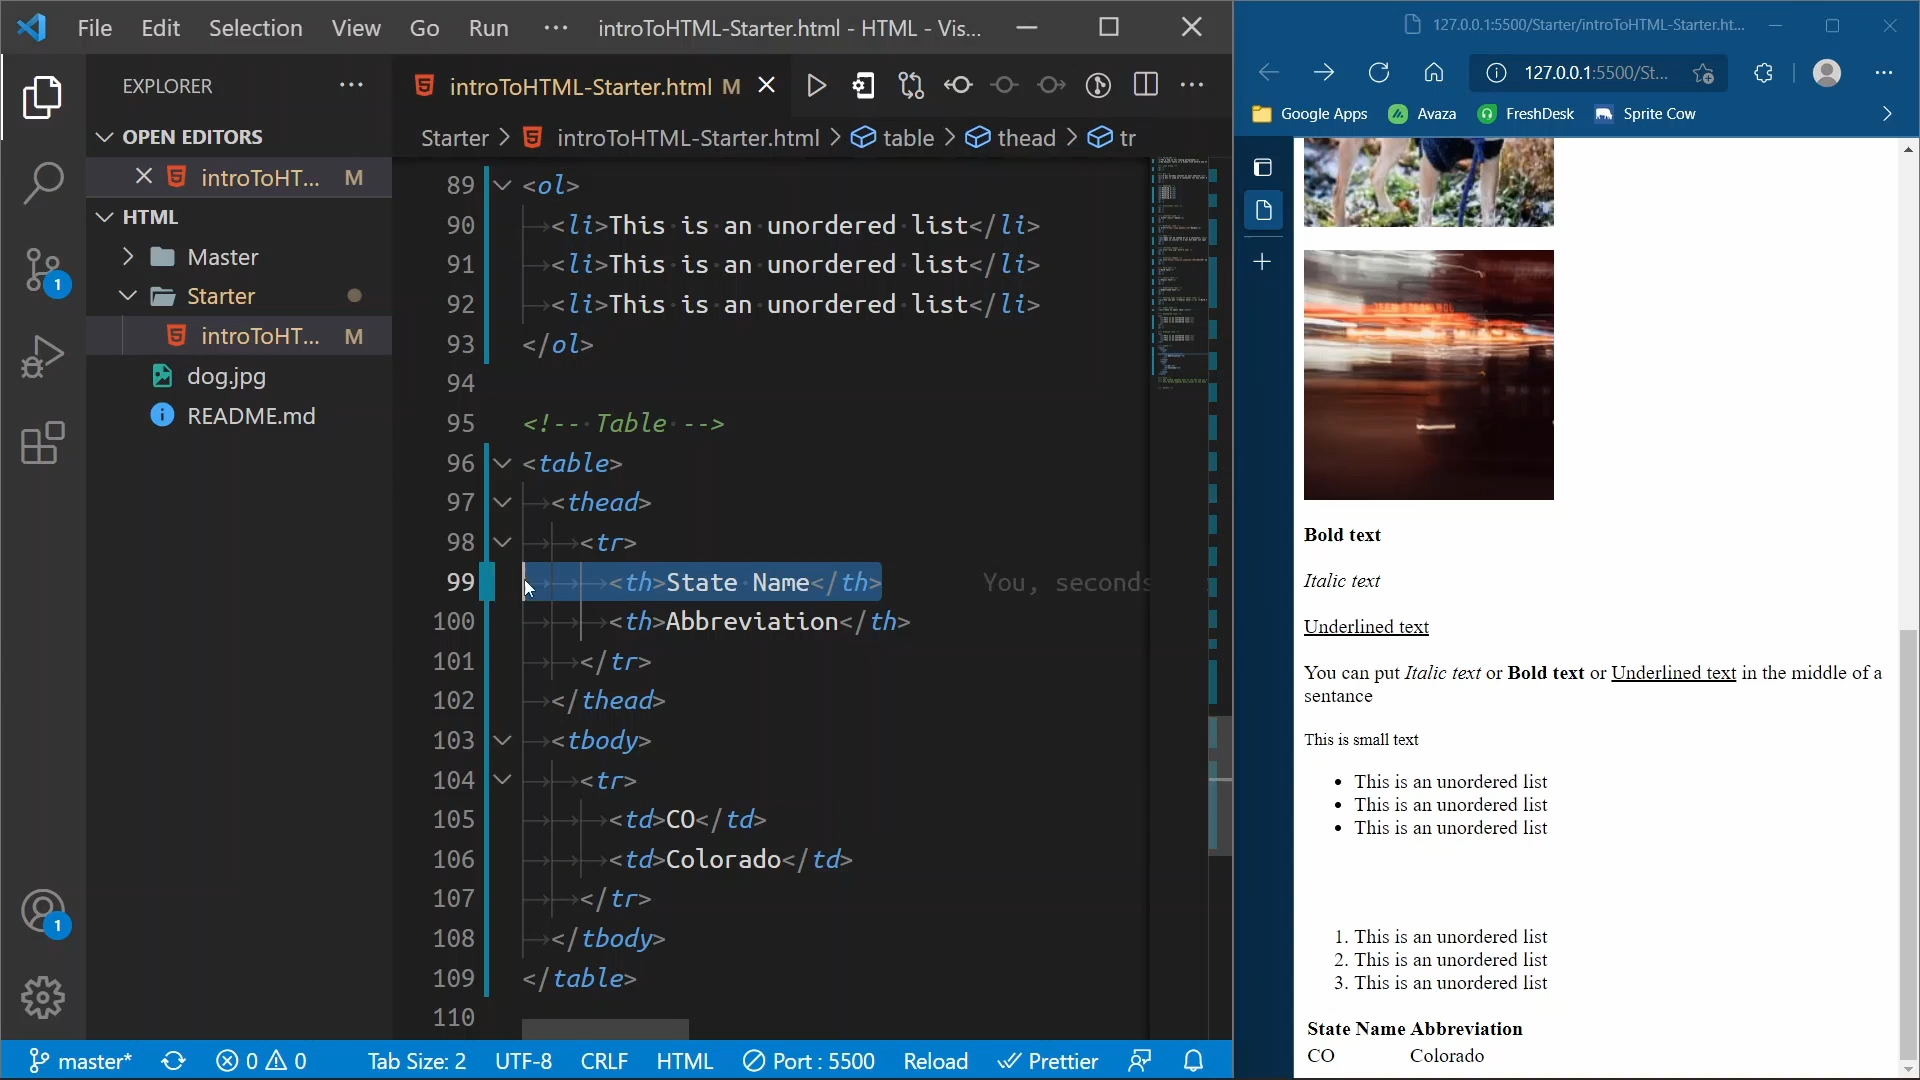 File Edit Selection View Go Run ··· introToHTML-Starter.html - HTML - Vis...
EXPLORER ···
OPEN EDITORS
introToHT... M
HTML
Master
Starter
introToHT... M
dog.jpg
README.md
1
1
introToHTML-Starter.html M
Starter > introToHTML-Starter.html > table > thead > tr
89 <ol>
90 <li>This is an unordered list</li>
91 <li>This is an unordered list</li>
92 <li>This is an unordered list</li>
93 </ol>
94
95 <!-- Table -->
96 <table>
97 <thead>
98 <tr>
99 <th>State Name</th> You, seconds
100 <th>Abbreviation</th>
101 </tr>
102 </thead>
103 <tbody>
104 <tr>
105 <td>CO</td>
106 <td>Colorado</td>
107 </tr>
108 </tbody>
109 </table>
110
master* 0 0 Tab Size: 2 UTF-8 CRLF HTML Port : 5500 Reload Prettier
127.0.0.1:5500/Starter/introToHTML-Starter.ht...
127.0.0.1:5500/St...
Google Apps Avaza FreshDesk Sprite Cow
Bold text
Italic text
Underlined text
You can put Italic text or Bold text or Underlined text in the middle of a
sentance
This is small text
• This is an unordered list
• This is an unordered list
• This is an unordered list
1. This is an unordered list
2. This is an unordered list
3. This is an unordered list
State Name Abbreviation
CO Colorado